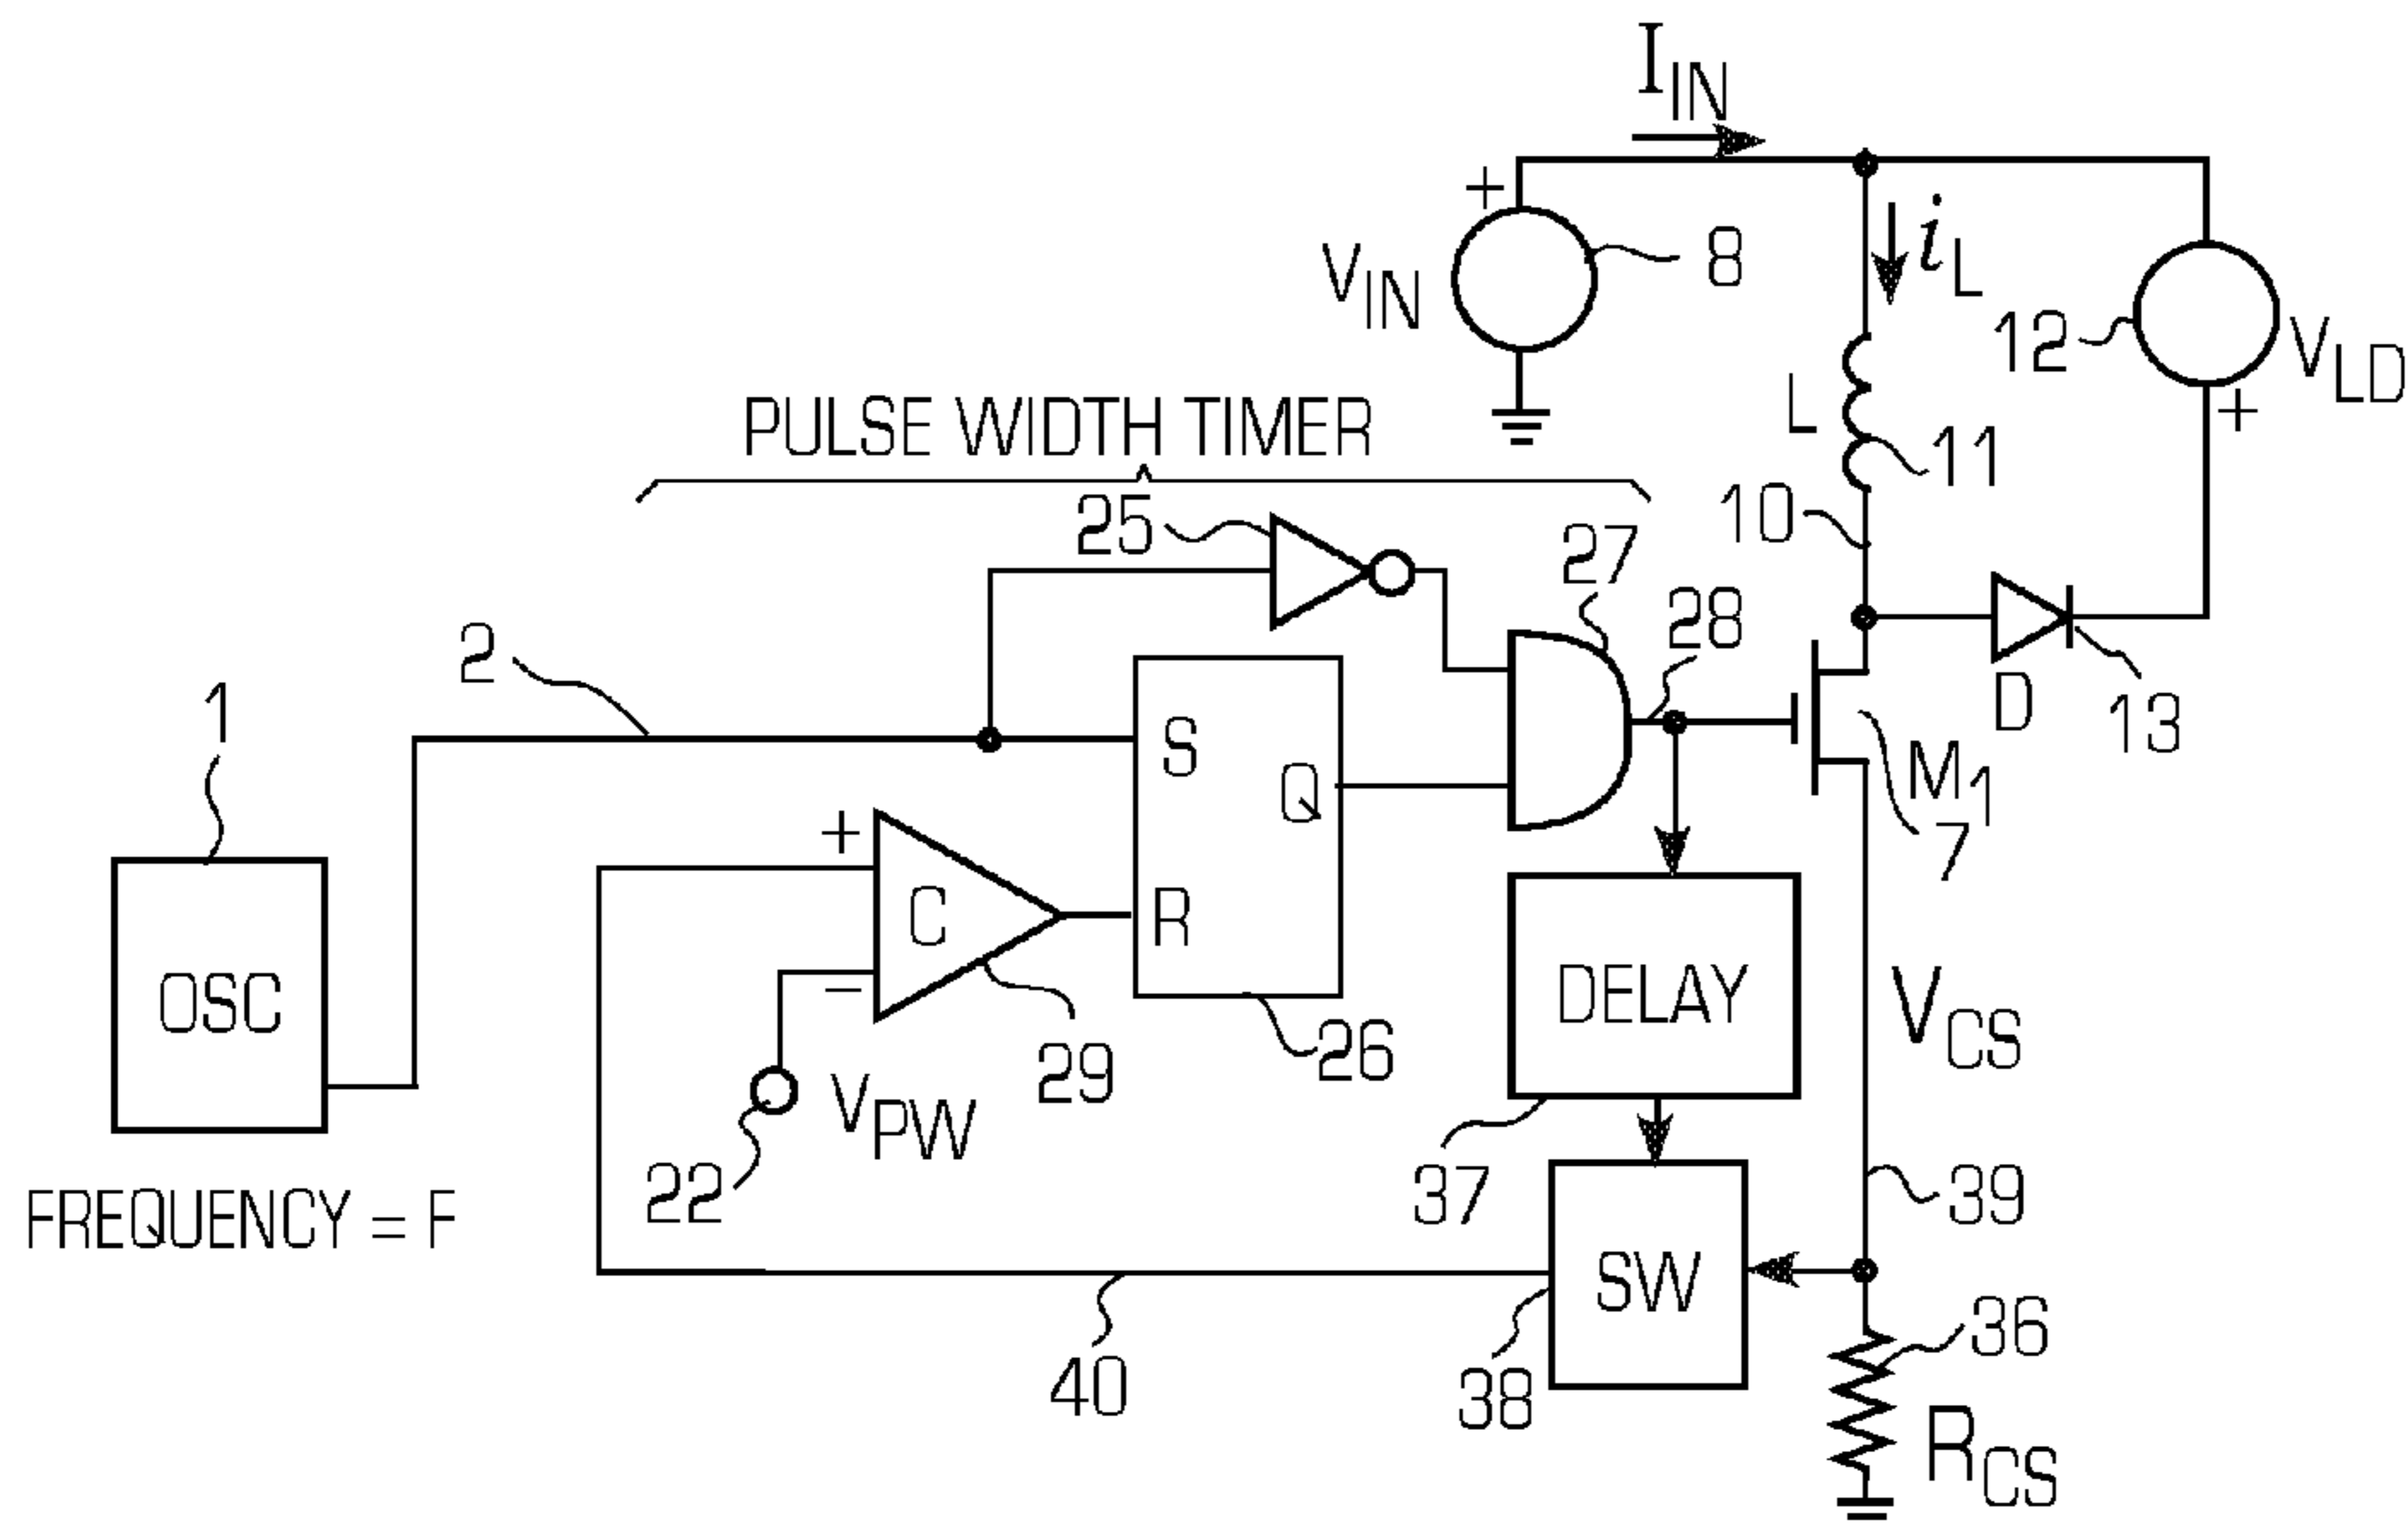 I_IN
+
V_IN
8
i_L
12
V_LD
+
L
11
PULSE WIDTH TIMER
25
10
27
28
2
1
S
Q
D
13
M_1
7
+
C
R
OSC
DELAY
V_CS
−
29
26
V_PW
22
37
39
FREQUENCY = F
SW
40
38
36
R_CS